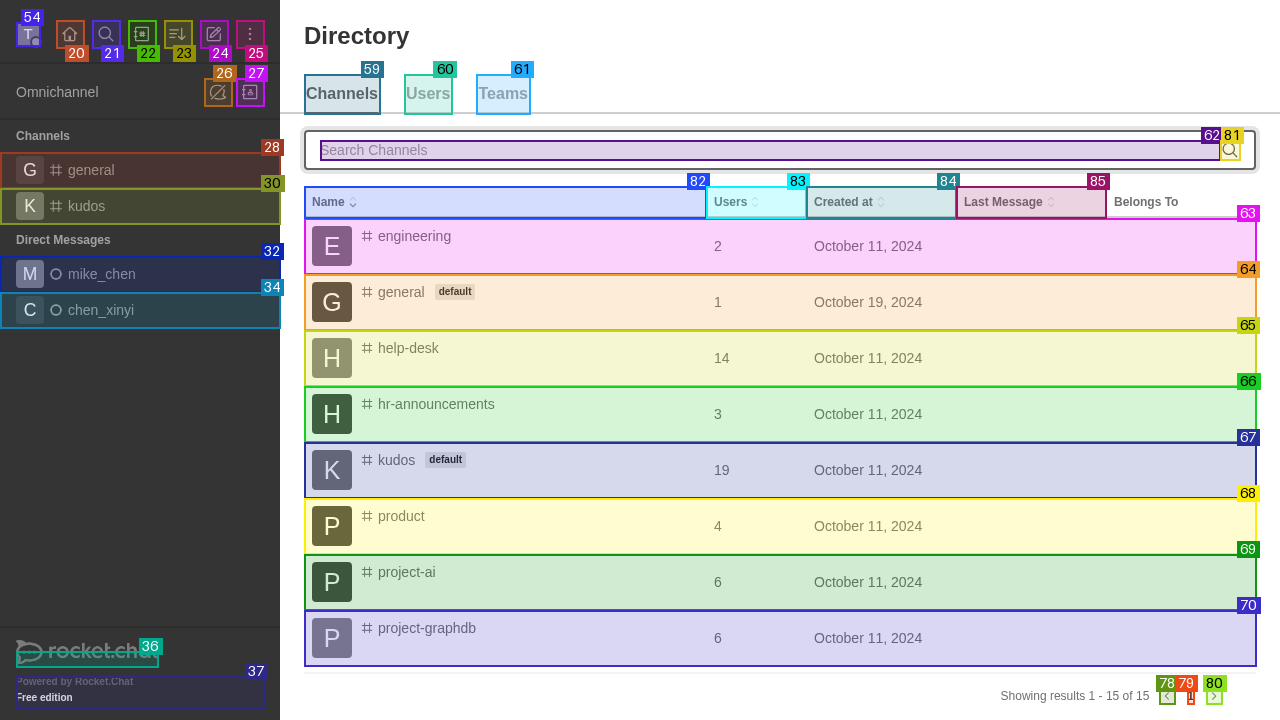 54
T
20
21
22
23
24
25
Omnichannel
26
27
Channels
28
G general
30
K kudos
Direct Messages
32
M mike_chen
34
C chen_xinyi
36
rocket.chat
37
Powered by Rocket.Chat
Free edition
Directory
59
60
61
Channels Users Teams
62
81
Search Channels
82
83
84
85
Name Users Created at Last Message Belongs To
63
E engineering 2 October 11, 2024
64
G general default 1 October 19, 2024
65
H help-desk 14 October 11, 2024
66
H hr-announcements 3 October 11, 2024
67
K kudos default 19 October 11, 2024
68
P product 4 October 11, 2024
69
P project-ai 6 October 11, 2024
70
P project-graphdb 6 October 11, 2024
78
79
80
Showing results 1 - 15 of 15 1